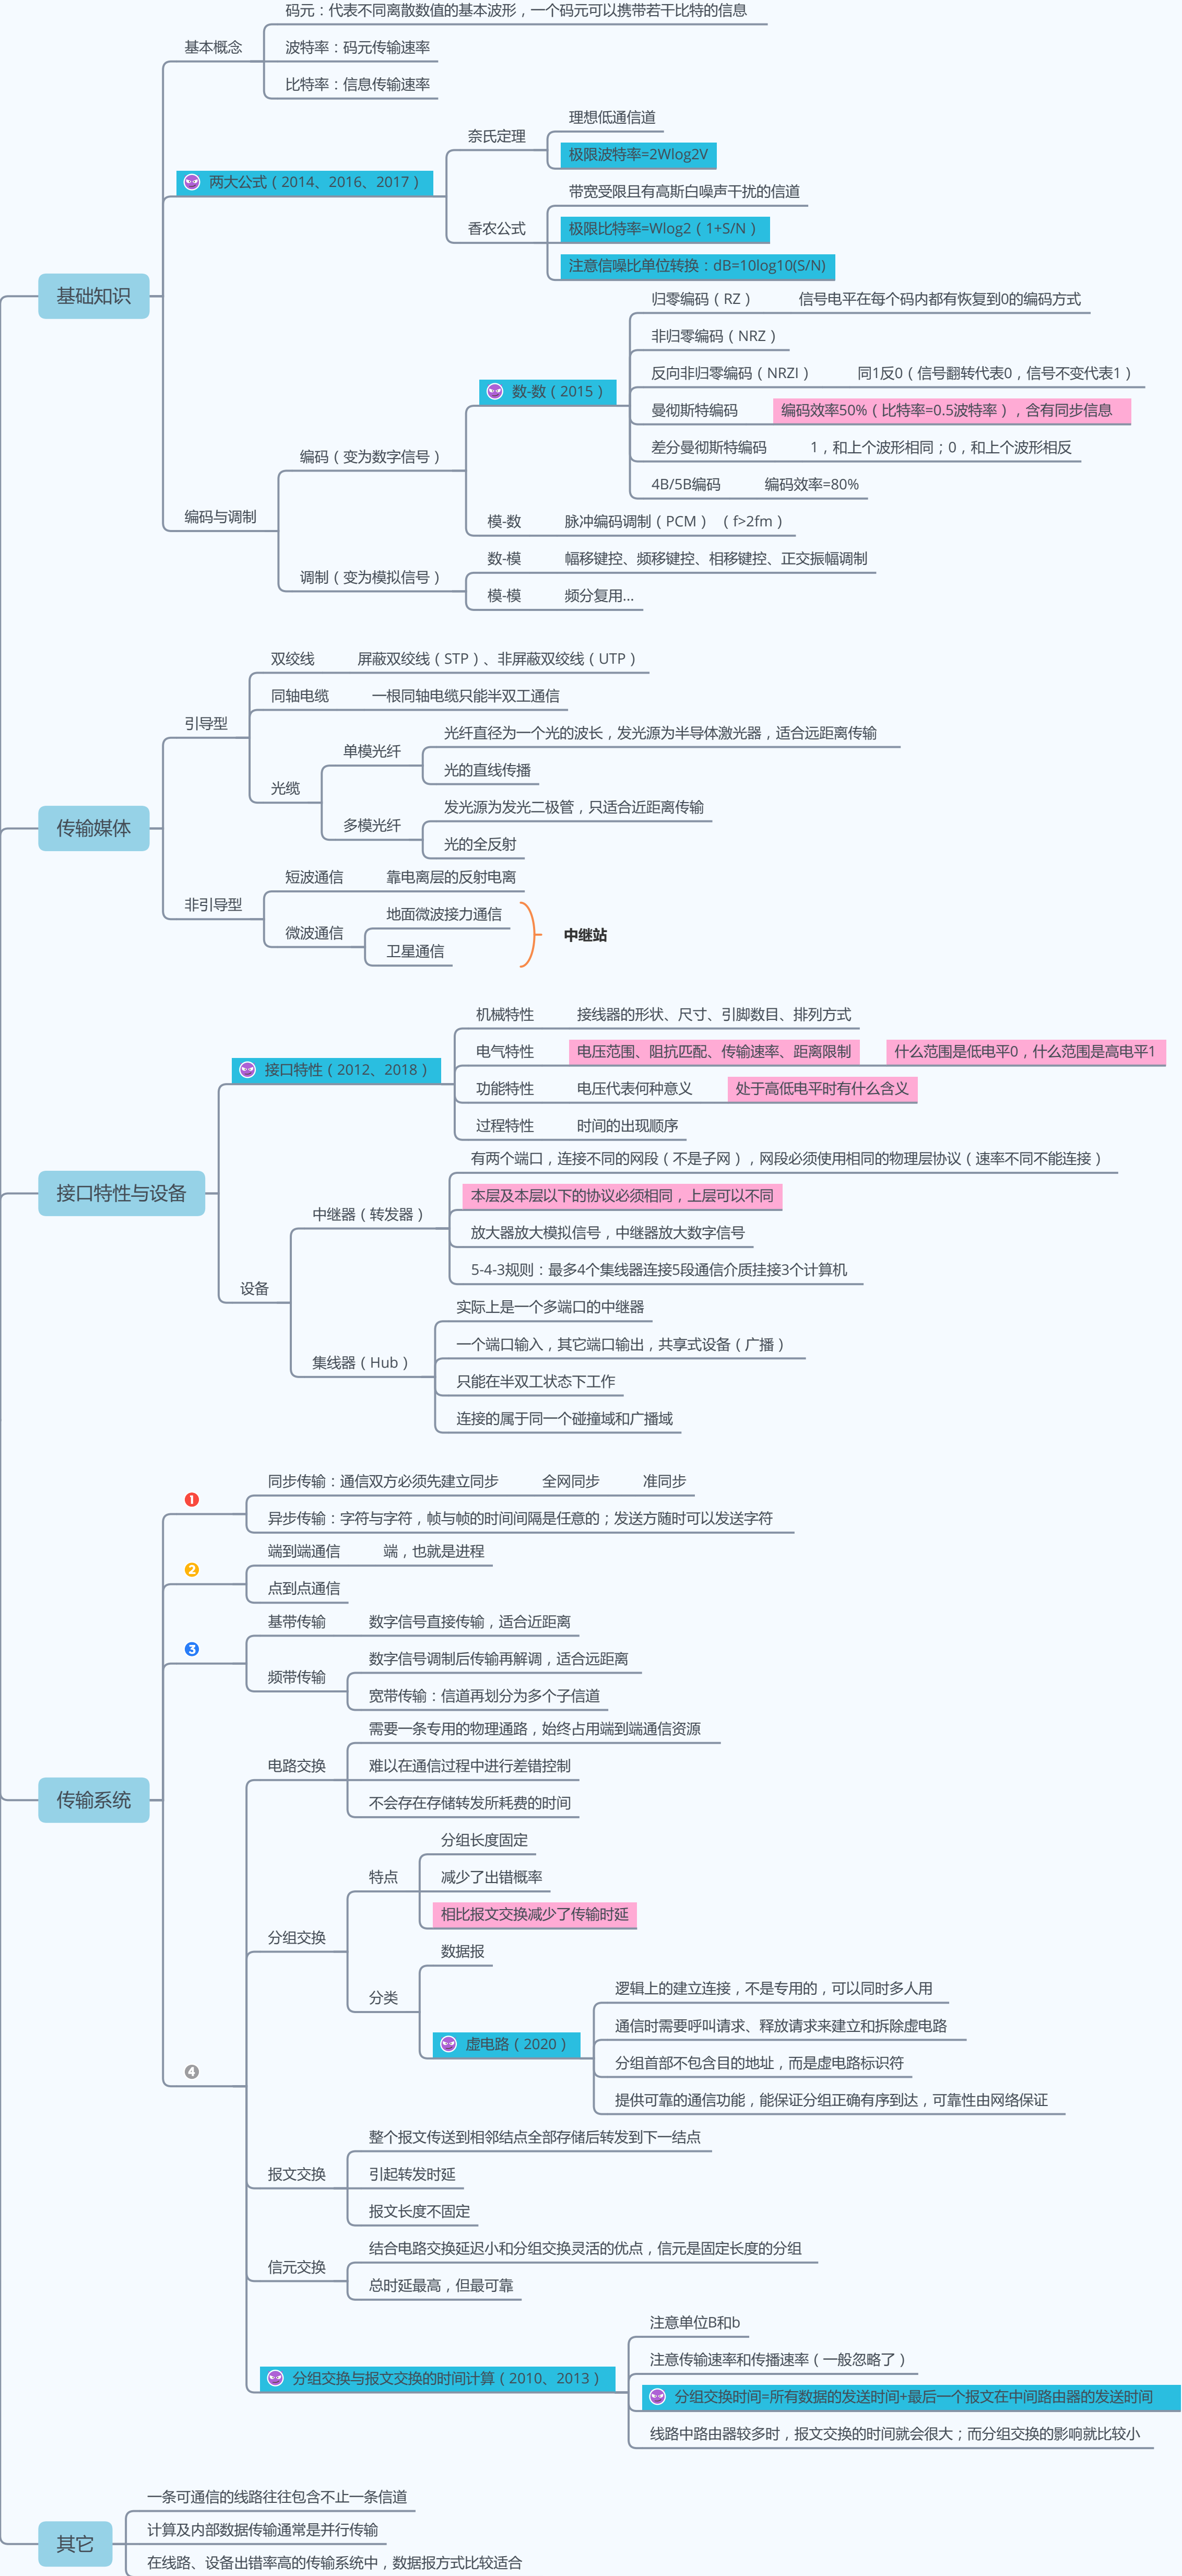 码元：代表不同离散数值的基本波形，一个码元可以携带若干比特的信息
基本概念
波特率：码元传输速率
比特率：信息传输速率
理想低通信道
奈氏定理
极限波特率=2Wlog2V
两大公式（2014、2016、2017）
带宽受限且有高斯白噪声干扰的信道
香农公式
极限比特率=Wlog2（1+S/N）
注意信噪比单位转换：dB=10log10(S/N)
基础知识
归零编码（RZ） 信号电平在每个码内都有恢复到0的编码方式
非归零编码（NRZ）
反向非归零编码（NRZI） 同1反0（信号翻转代表0，信号不变代表1）
数-数（2015）
曼彻斯特编码 编码效率50%（比特率=0.5波特率），含有同步信息
差分曼彻斯特编码 1，和上个波形相同；0，和上个波形相反
编码（变为数字信号）
4B/5B编码 编码效率=80%
编码与调制
模-数 脉冲编码调制（PCM）（f>2fm）
数-模 幅移键控、频移键控、相移键控、正交振幅调制
调制（变为模拟信号）
模-模 频分复用...
双绞线 屏蔽双绞线（STP）、非屏蔽双绞线（UTP）
同轴电缆 一根同轴电缆只能半双工通信
引导型
光纤直径为一个光的波长，发光源为半导体激光器，适合远距离传输
单模光纤
光的直线传播
光缆
发光源为发光二极管，只适合近距离传输
多模光纤
光的全反射
传输媒体
短波通信 靠电离层的反射电离
非引导型
地面微波接力通信
微波通信
中继站
卫星通信
机械特性 接线器的形状、尺寸、引脚数目、排列方式
电气特性 电压范围、阻抗匹配、传输速率、距离限制 什么范围是低电平0，什么范围是高电平1
接口特性（2012、2018）
功能特性 电压代表何种意义 处于高低电平时有什么含义
过程特性 时间的出现顺序
接口特性与设备
有两个端口，连接不同的网段（不是子网），网段必须使用相同的物理层协议（速率不同不能连接）
本层及本层以下的协议必须相同，上层可以不同
中继器（转发器）
放大器放大模拟信号，中继器放大数字信号
5-4-3规则：最多4个集线器连接5段通信介质挂接3个计算机
设备
实际上是一个多端口的中继器
一个端口输入，其它端口输出，共享式设备（广播）
集线器（Hub）
只能在半双工状态下工作
连接的属于同一个碰撞域和广播域
同步传输：通信双方必须先建立同步 全网同步 准同步
1
异步传输：字符与字符，帧与帧的时间间隔是任意的；发送方随时可以发送字符
端到端通信 端，也就是进程
2
点到点通信
基带传输 数字信号直接传输，适合近距离
3
数字信号调制后传输再解调，适合远距离
频带传输
宽带传输：信道再划分为多个子信道
需要一条专用的物理通路，始终占用端到端通信资源
电路交换 难以在通信过程中进行差错控制
传输系统
不会存在存储转发所耗费的时间
分组长度固定
特点 减少了出错概率
相比报文交换减少了传输时延
分组交换
数据报
分类
逻辑上的建立连接，不是专用的，可以同时多人用
通信时需要呼叫请求、释放请求来建立和拆除虚电路
虚电路（2020）
分组首部不包含目的地址，而是虚电路标识符
4
提供可靠的通信功能，能保证分组正确有序到达，可靠性由网络保证
整个报文传送到相邻结点全部存储后转发到下一结点
报文交换 引起转发时延
报文长度不固定
结合电路交换延迟小和分组交换灵活的优点，信元是固定长度的分组
信元交换
总时延最高，但最可靠
注意单位B和b
注意传输速率和传播速率（一般忽略了）
分组交换与报文交换的时间计算（2010、2013）
分组交换时间=所有数据的发送时间+最后一个报文在中间路由器的发送时间
线路中路由器较多时，报文交换的时间就会很大；而分组交换的影响就比较小
一条可通信的线路往往包含不止一条信道
其它 计算及内部数据传输通常是并行传输
在线路、设备出错率高的传输系统中，数据报方式比较适合